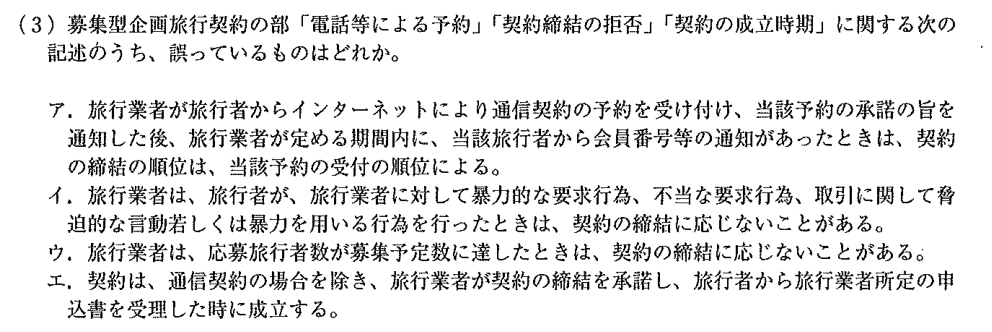 (3)募集型企画旅行契約の部「電話等による予約」「契約締結の拒否」「契約の成立時期」に関する次の
記述のうち、誤っているものはどれか。
ア．旅行業者が旅行者からインターネットにより通信契約の予約を受け付け、当該予約の承諾の旨を
通知した後、旅行業者が定める期間内に、当該旅行者から会員番号等の通知があったときは、契約
の締結の順位は、当該予約の受付の順位による。
イ．旅行業者は、旅行者が、旅行業者に対して暴力的な要求行為、不当な要求行為、取引に関して脅
迫的な言動若しくは暴力を用いる行為を行ったときは、契約の締結に応じないことがある。
ウ．旅行業者は、応募旅行者数が募集予定数に達したときは、契約の締結に応じないことがある。
エ．契約は、通信契約の場合を除き、旅行業者が契約の締結を承諾し、旅行者から旅行業者所定の申
込書を受理した時に成立する。